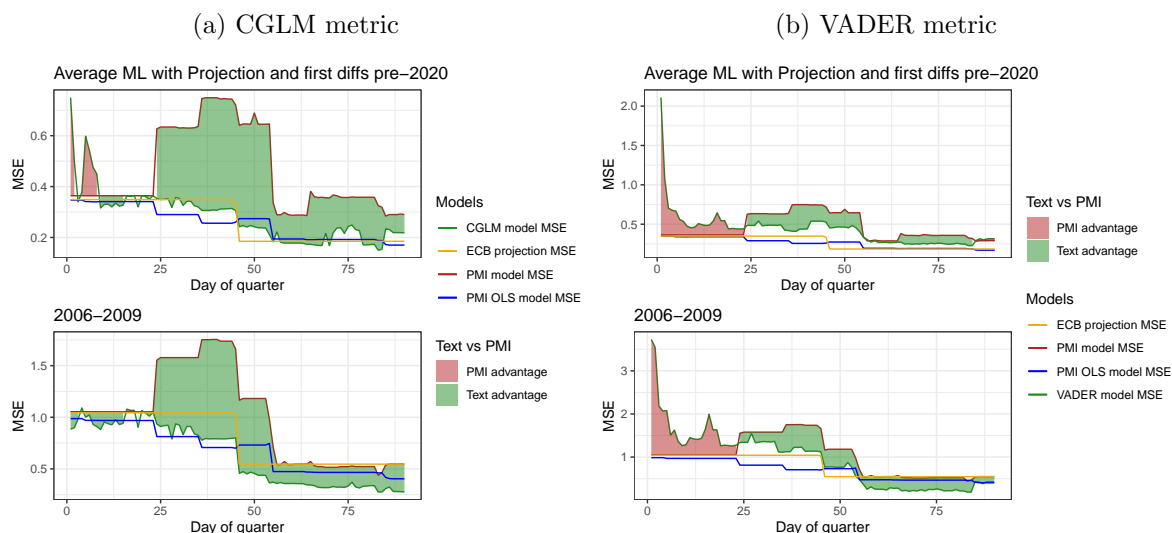 (a) CGLM metric
Average ML with Projection and first diffs pre−2020
MSE
0.6
0.4
0.2
0
25
50
75
Day of quarter
2006−2009
MSE
1.5
1.0
0.5
0
25
50
75
Day of quarter
Models
CGLM model MSE
ECB projection MSE
PMI model MSE
PMI OLS model MSE
Text vs PMI
PMI advantage
Text advantage
(b) VADER metric
Average ML with Projection and first diffs pre−2020
MSE
2.0
1.5
1.0
0.5
0
25
50
75
Day of quarter
2006−2009
MSE
3
2
1
0
25
50
75
Day of quarter
Text vs PMI
PMI advantage
Text advantage
Models
ECB projection MSE
PMI model MSE
PMI OLS model MSE
VADER model MSE